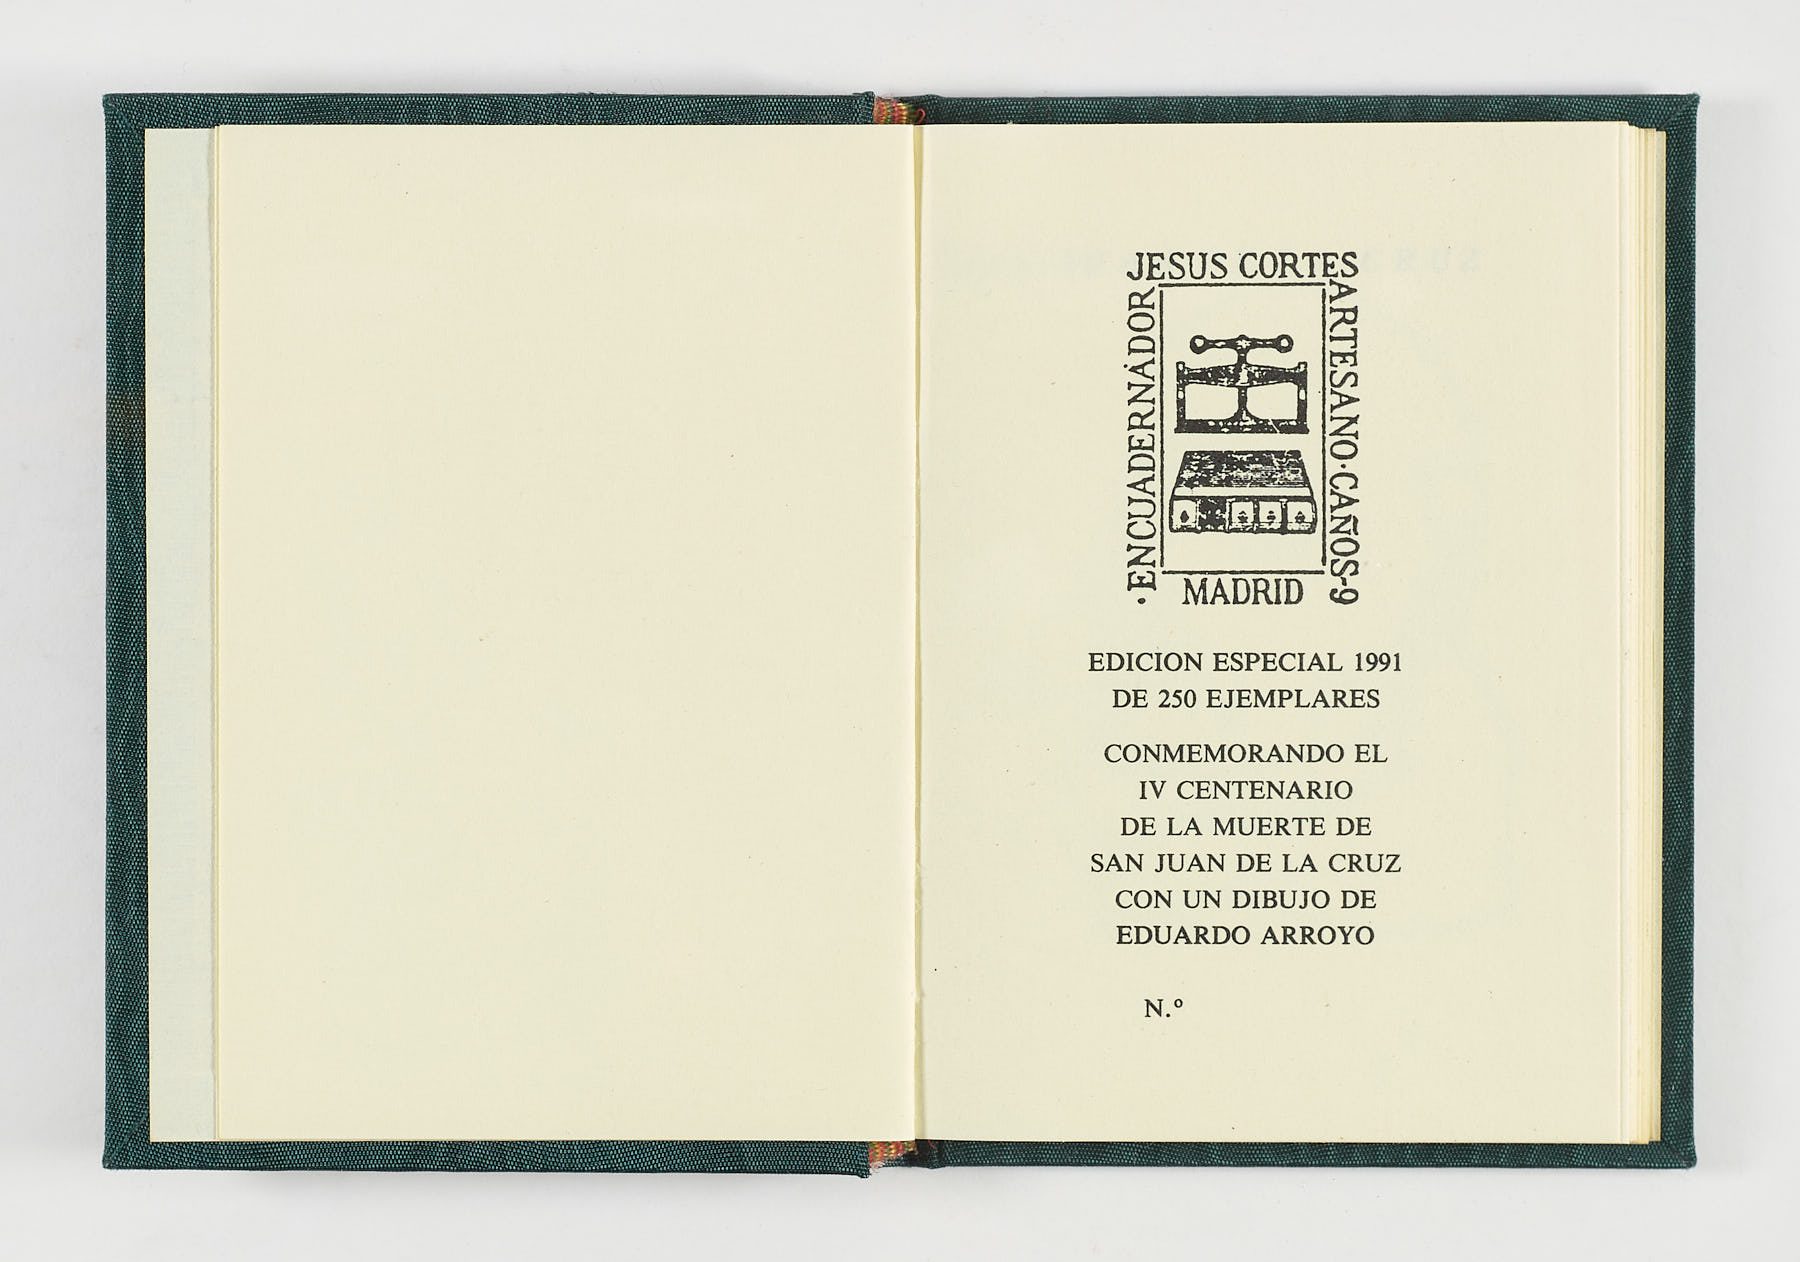 JESUS CORTES
·ENCUADERNADOR
ARTESANO·CAÑOS-9
MADRID
EDICION ESPECIAL 1991
DE 250 EJEMPLARES
CONMEMORANDO EL
IV CENTENARIO
DE LA MUERTE DE
SAN JUAN DE LA CRUZ
CON UN DIBUJO DE
EDUARDO ARROYO
N.º